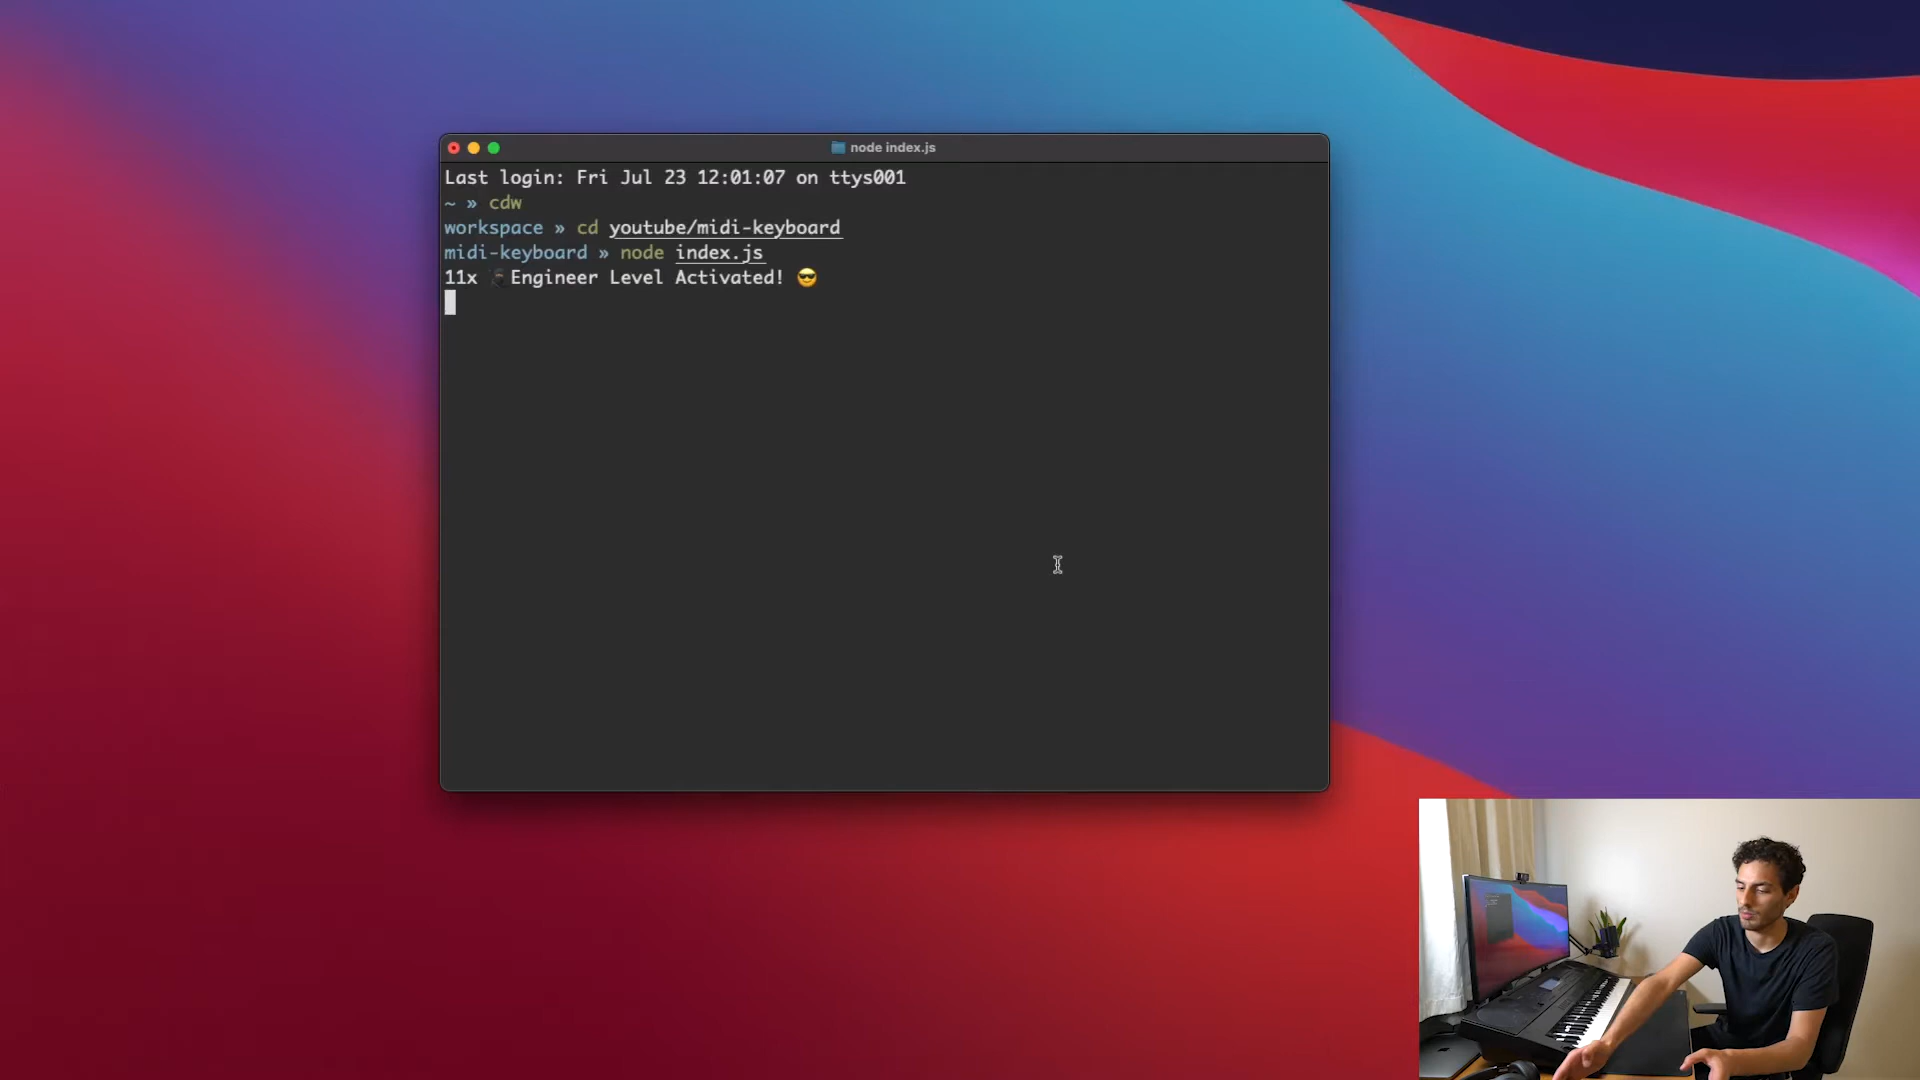 node index.js
Last login: Fri Jul 23 12:01:07 on ttys001
~ » cdw
workspace » cd youtube/midi-keyboard
midi-keyboard » node index.js
11x 🥷Engineer Level Activated! 😎